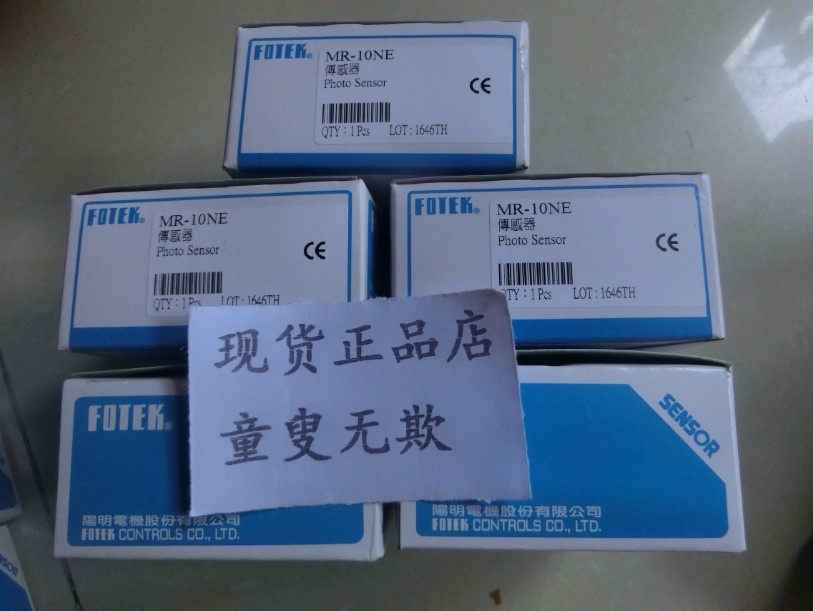 FOTEK®
MR-10NE
傳感器
Photo Sensor
CE
QTY：1 Pcs LOT：1646TH
FOTEK®
MR-10NE
傳感器
Photo Sensor
CE
QTY：1 Pcs LOT：1646TH
FOTEK®
MR-10NE
傳感器
Photo Sensor
CE
TY：1 Pcs LOT：1646TH
现货正品店
童叟无欺
FOTEK®
陽明電機股份有限公司
FOTEK CONTROLS CO., LTD.
SENSOR
陽明電機股份有限公司
FOTEK CONTROLS CO., LTD.
SOR